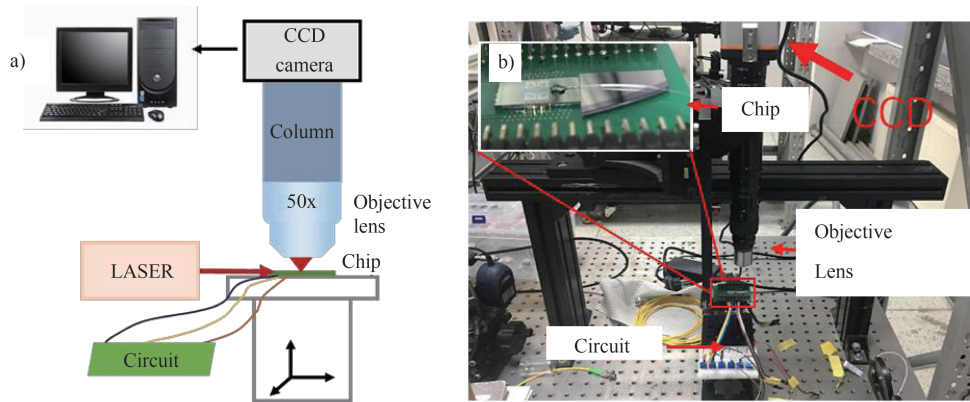 a)
CCD
camera
Column
50x
Objective
lens
Chip
LASER
Circuit
b)
Chip
CCD
Objective
Lens
Circuit